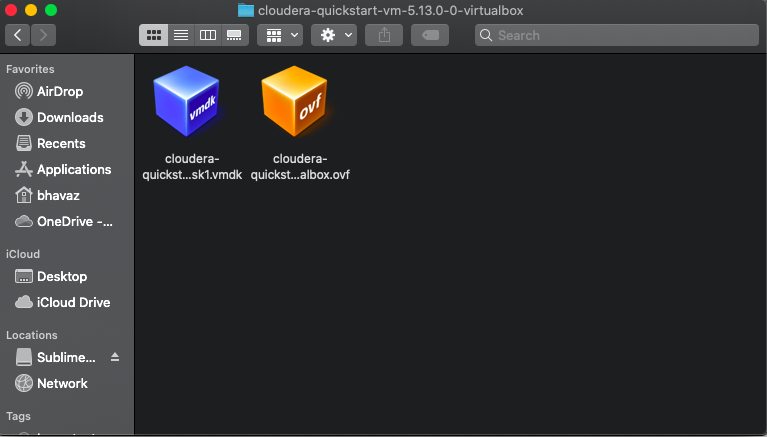 cloudera-quickstart-vm-5.13.0-0-virtualbox
Search
Favorites
AirDrop
Downloads
Recents
Applications
bhavaz
OneDrive -...
iCloud
Desktop
iCloud Drive
Locations
Sublime...
Network
Tags
vmdk
cloudera-
quickst...sk1.vmdk
ovf
cloudera-
quickst...albox.ovf